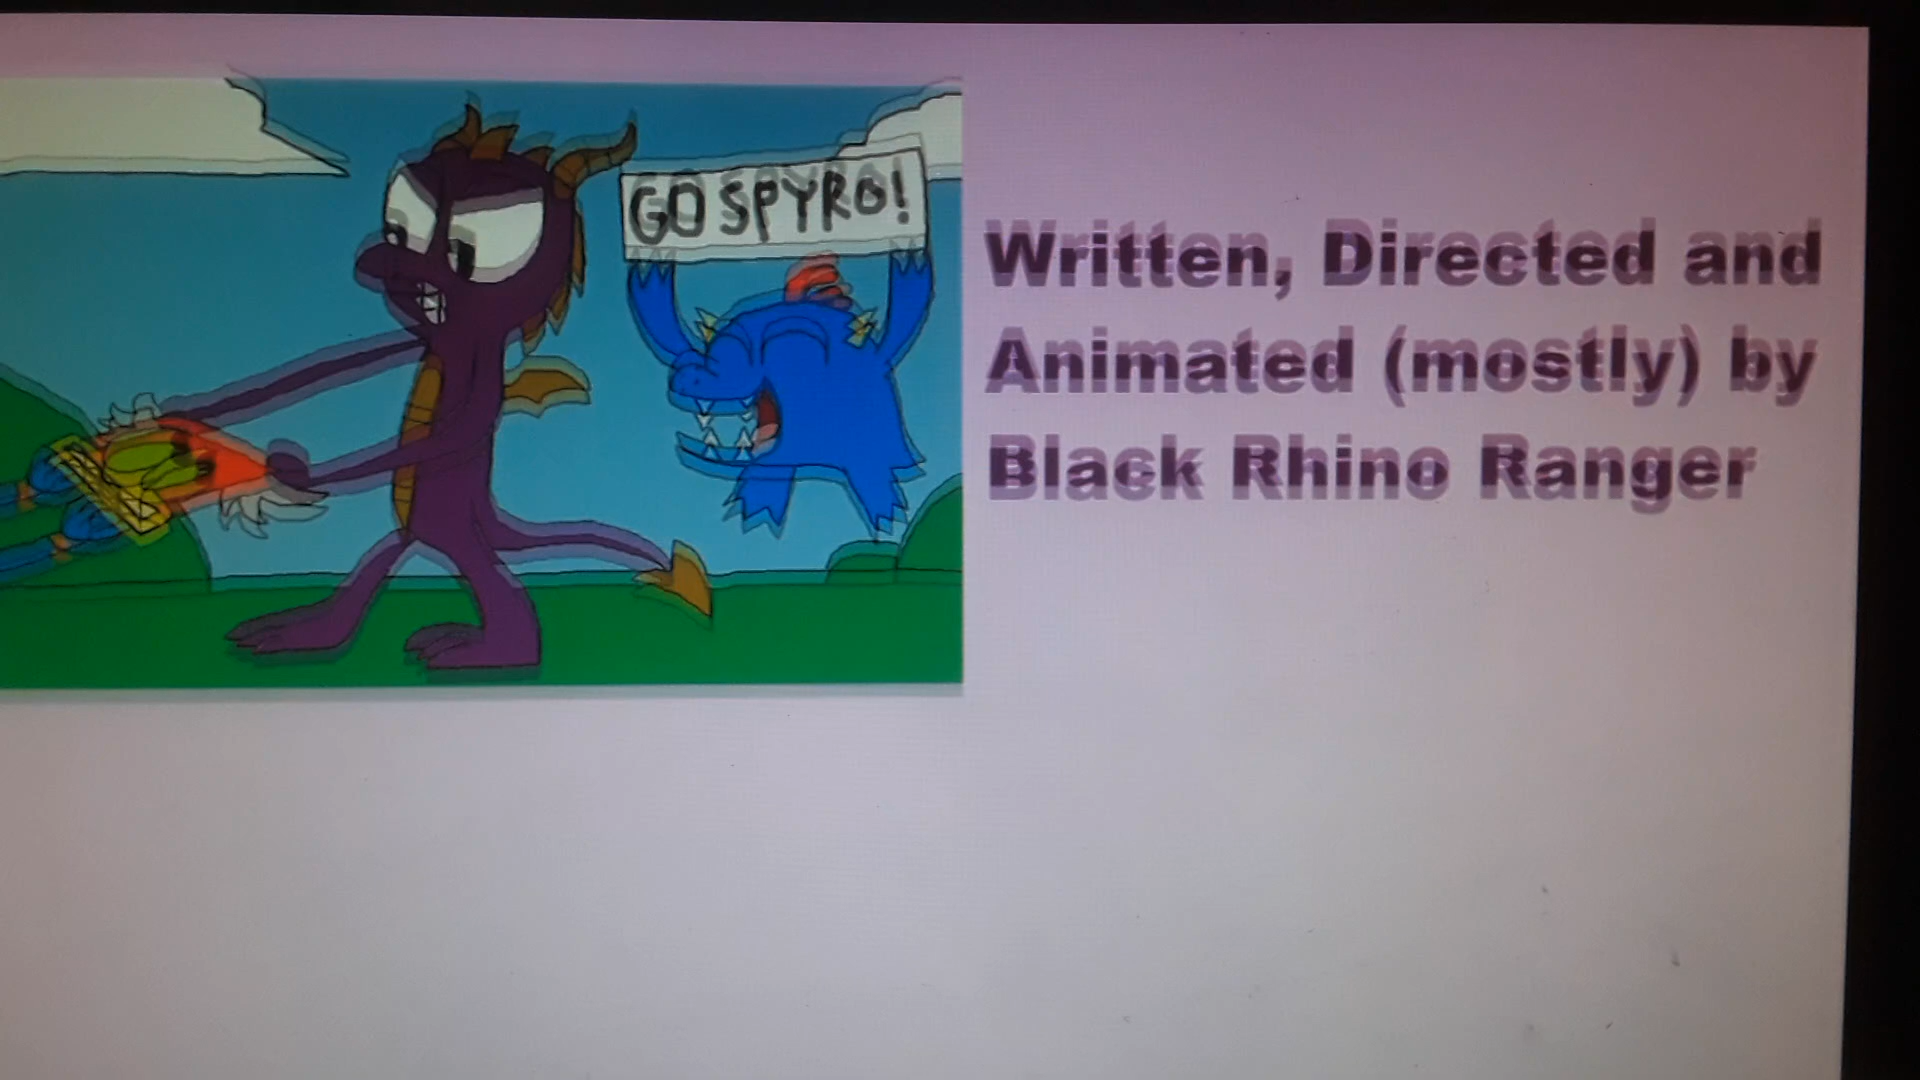 GO SPYRO!
Written, Directed and
Animated (mostly) by
Black Rhino Ranger